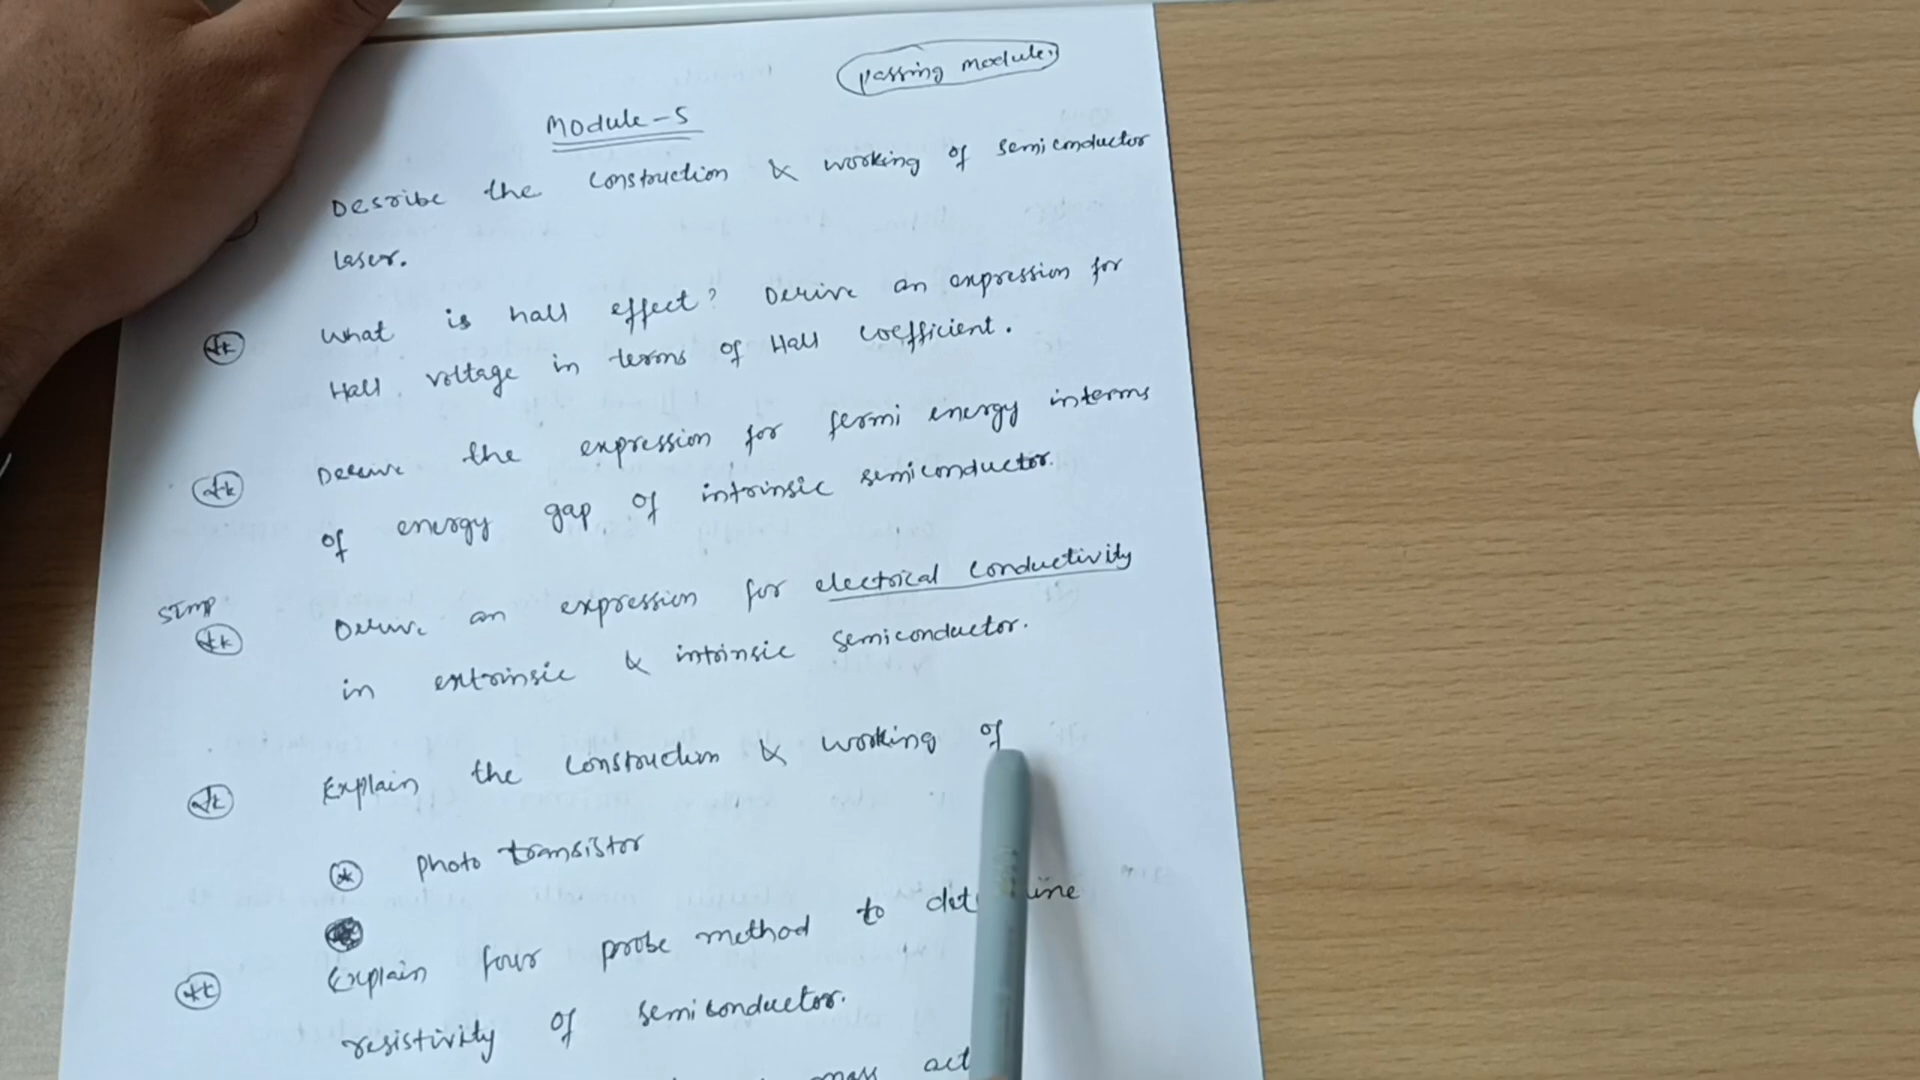 Passing module.
Module-5
Describe the construction & working of semiconductor
laser.
What is hall effect? Derive an expression for
Hall voltage in terms of Hall coefficient.
Derive the expression for fermi energy interms
of energy gap of intrinsic semiconductor.
SImp
Derive an expression for electrical conductivity
in extrinsic & intrinsic semiconductor.
Explain the construction & working of
Photo transistor
Explain four probe method to
resistivity of semiconductor.
mass